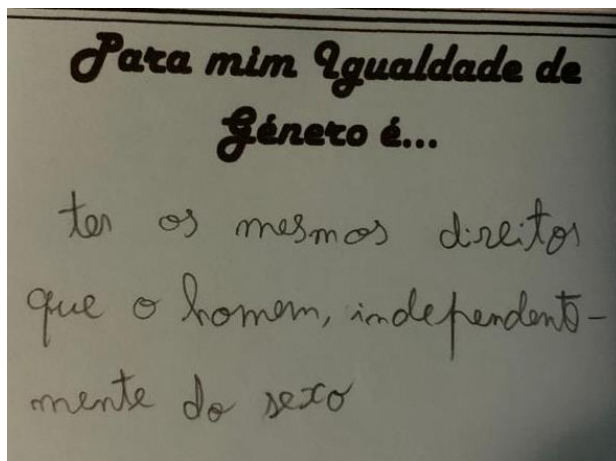 Para mim Igualdade de
Género é...
ter os mesmos direitos
que o homem, independente-
mente do sexo